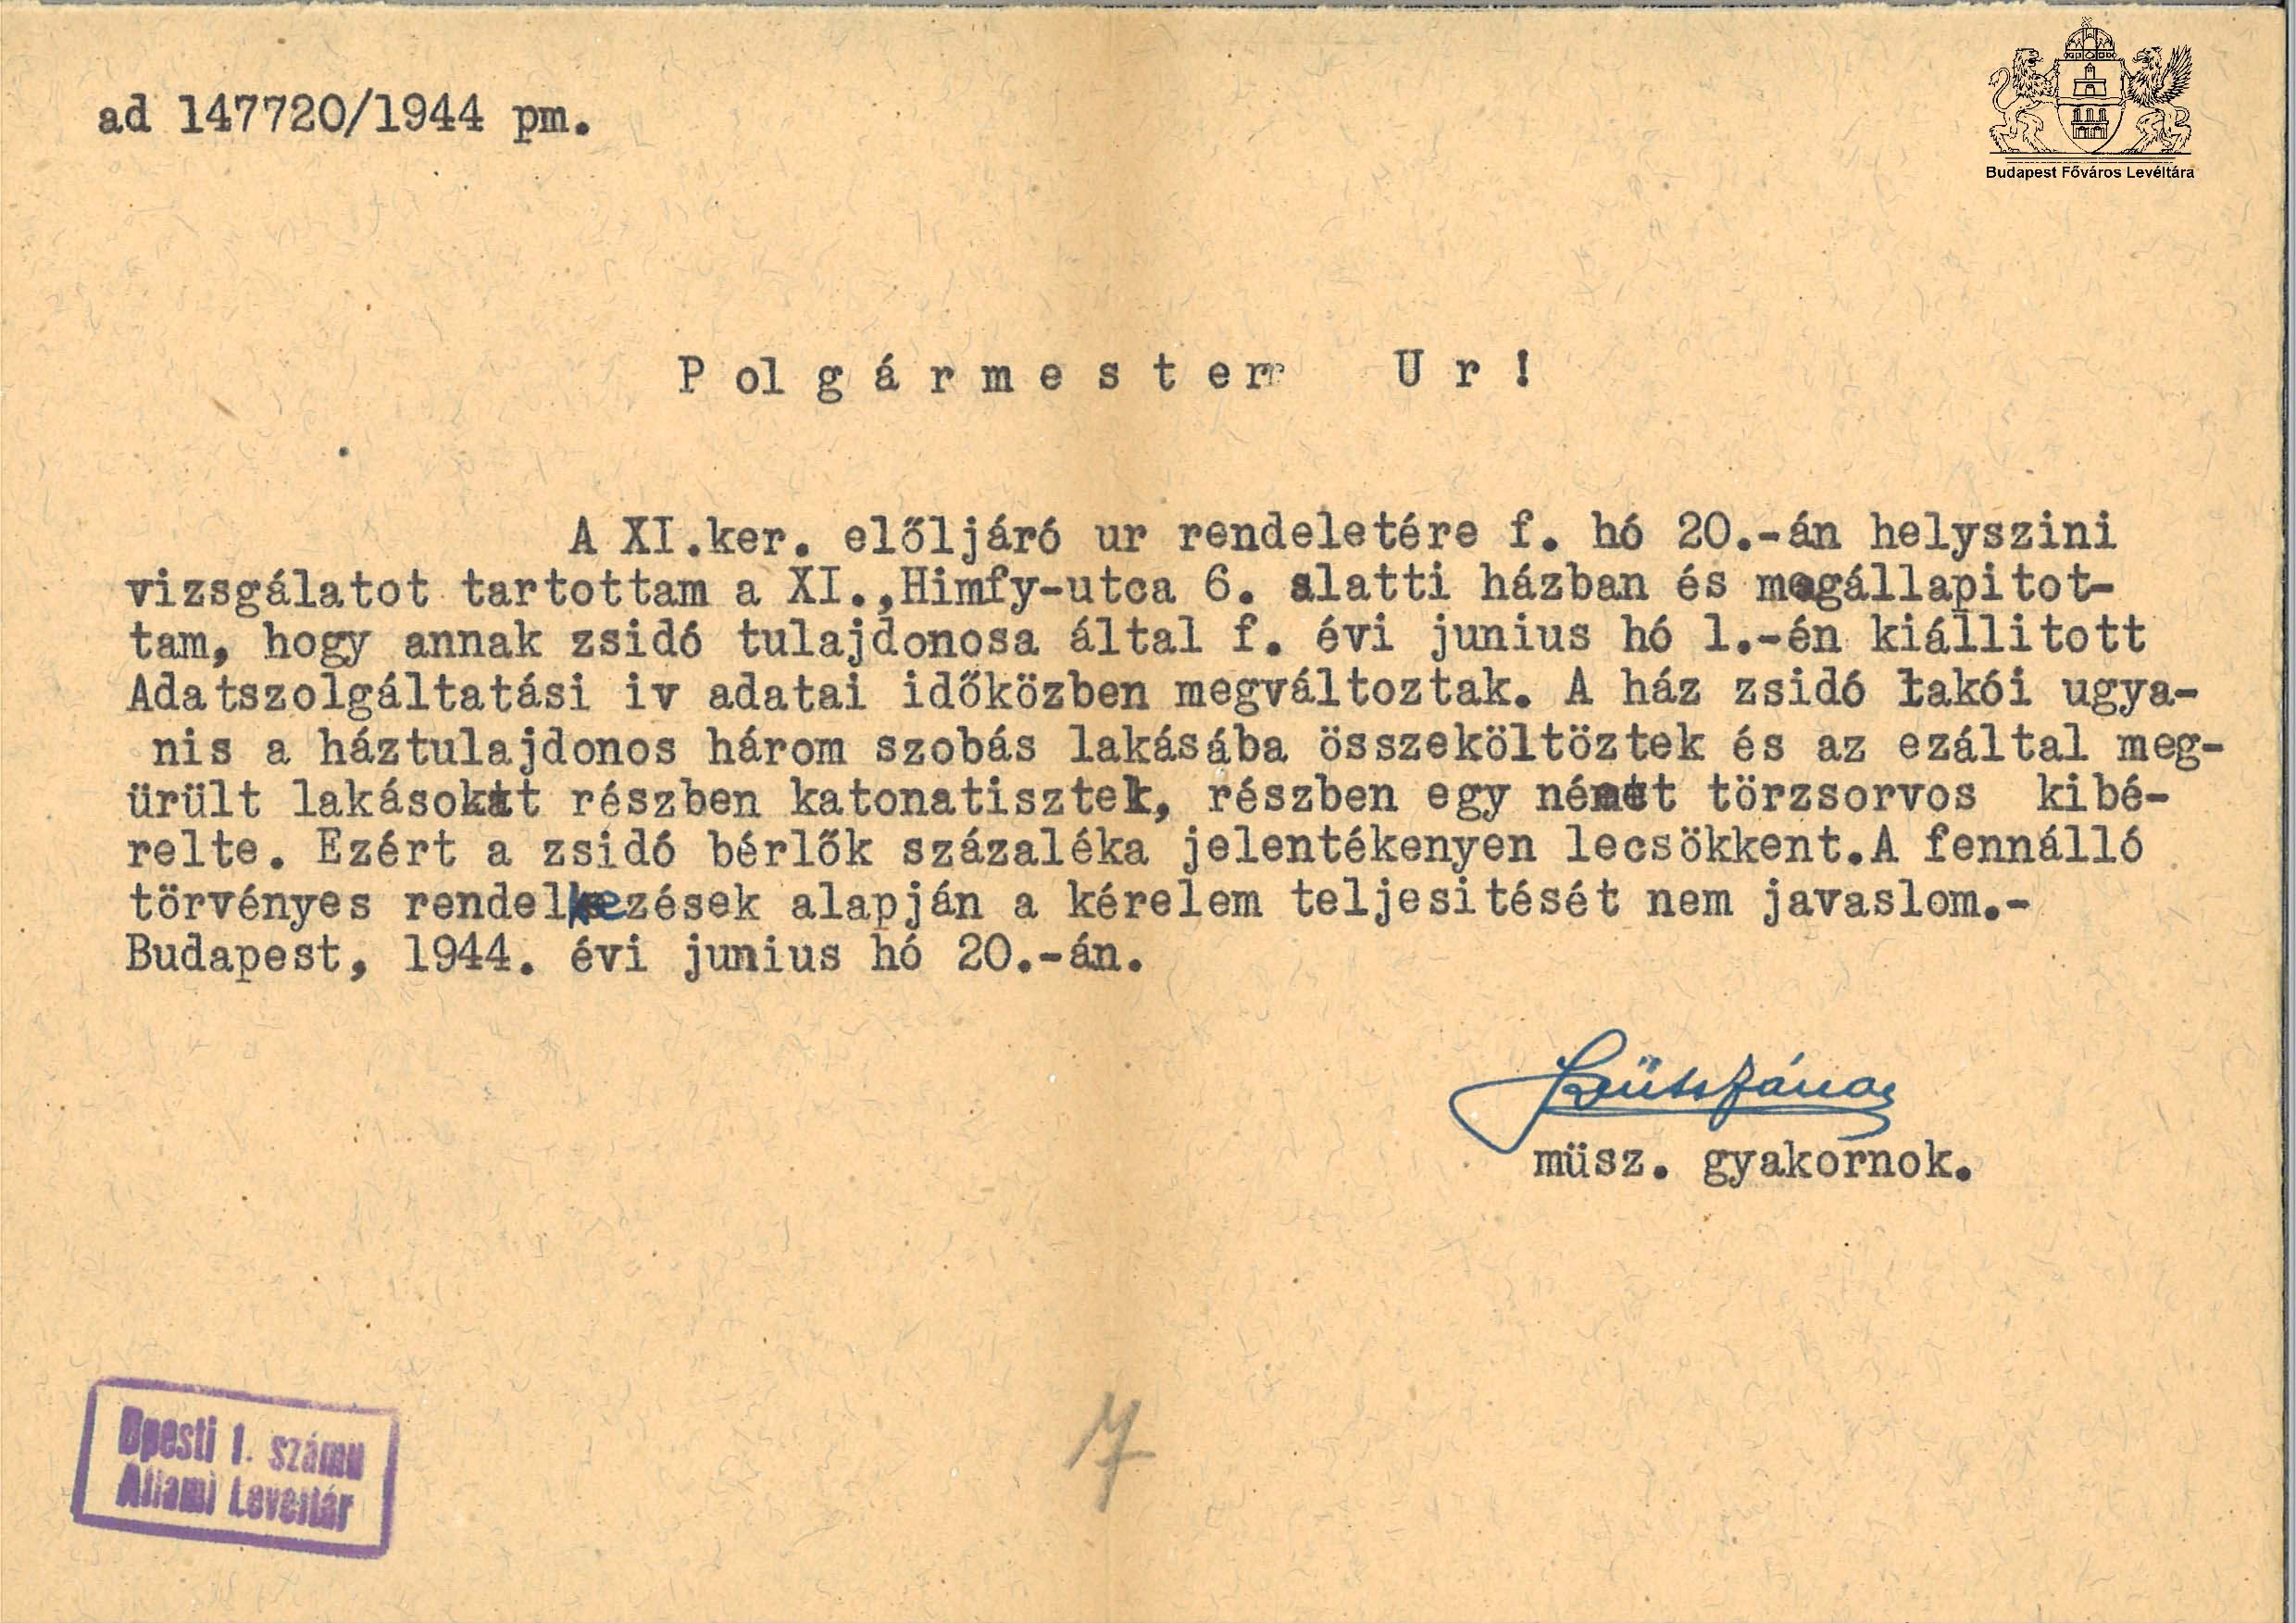 ad 147720/1944 pm.
Budapest Főváros Levéltára
Polgármester Ur!
A XI.ker. előljáró ur rendeletére f. hó 20.-án helyszini
vizsgálatot tartottam a XI.,Himfy-utca 6. alatti házban és megállapitot-
tam, hogy annak zsidó tulajdonosa által f. évi junius hó 1.-én kiállitott
Adatszolgáltatási iv adatai időközben megváltoztak. A ház zsidó lakói ugya-
nis a háztulajdonos három szobás lakásába összeköltöztek és az ezáltal meg-
ürült lakásokat részben katonatisztek, részben egy német törzsorvos kibé-
relte. Ezért a zsidó bérlők százaléka jelentékenyen lecsökkent.A fennálló
törvényes rendelkezések alapján a kérelem teljesitését nem javaslom.-
Budapest, 1944. évi junius hó 20.-án.
müsz. gyakornok.
Bpesti 1. számu
Állami Levéltár
7